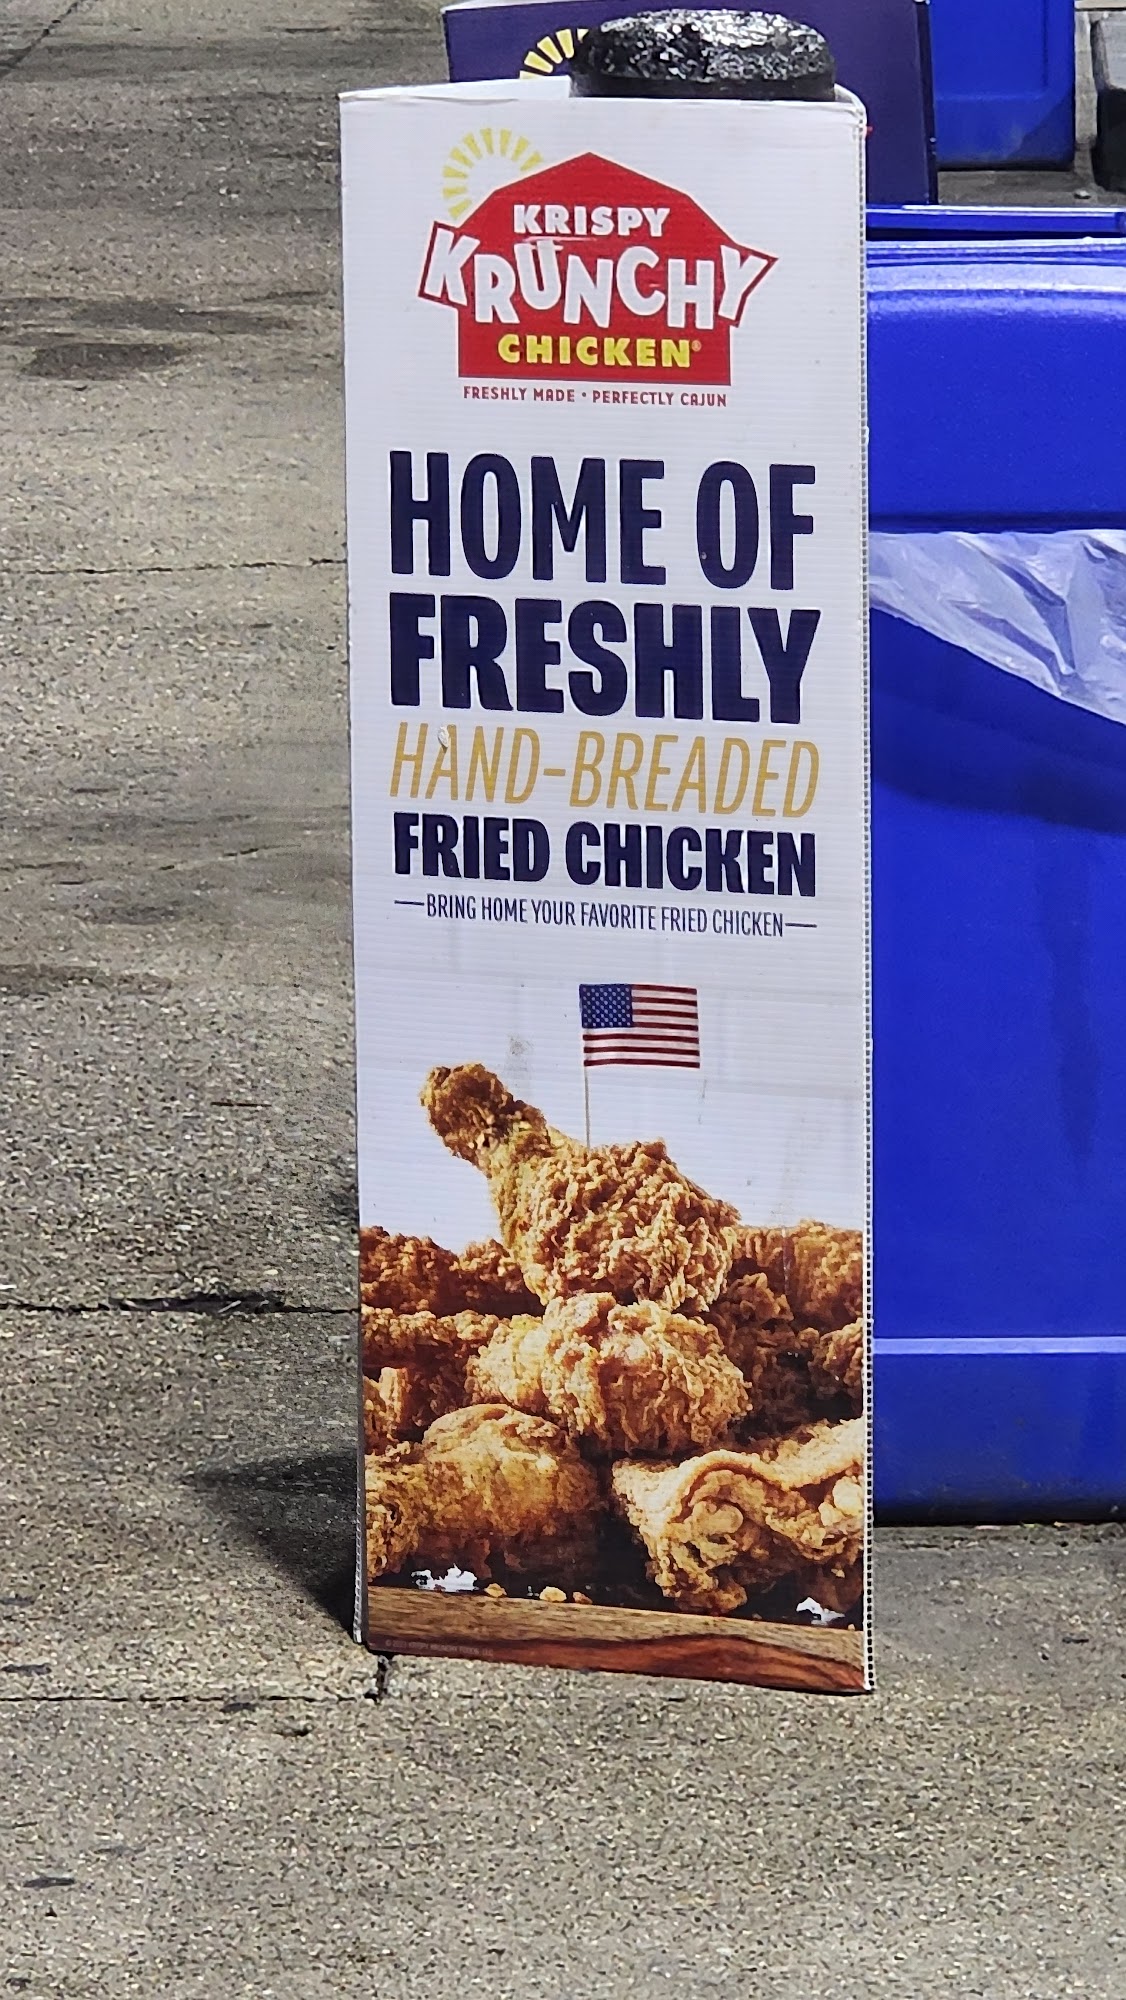 KRISPY
KRUNCHY
CHICKEN®
FRESHLY MADE • PERFECTLY CAJUN
HOME OF
FRESHLY
HAND-BREADED
FRIED CHICKEN
—BRING HOME YOUR FAVORITE FRIED CHICKEN—